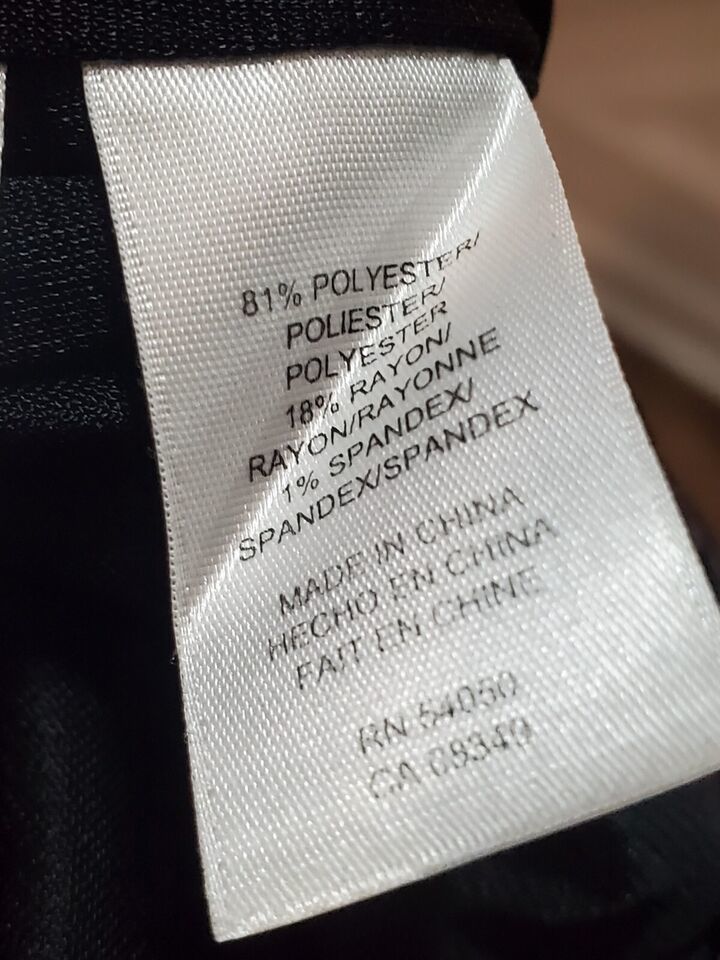 81% POLYESTER/
POLIESTER/
POLYESTER
18% RAYON/
RAYON/RAYONNE
1% SPANDEX/
SPANDEX/SPANDEX
MADE IN CHINA
HECHO EN CHINA
FAIT EN CHINE
RN 54050
CA 08340